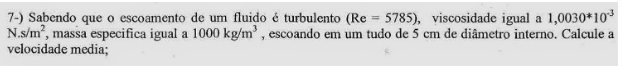 7-) Sabendo que o escoamento de um fluido é turbulento (Re = 5785), viscosidade igual a 1,0030*10⁻³
N.s/m², massa especifica igual a 1000 kg/m³ , escoando em um tudo de 5 cm de diâmetro interno. Calcule a
velocidade media;